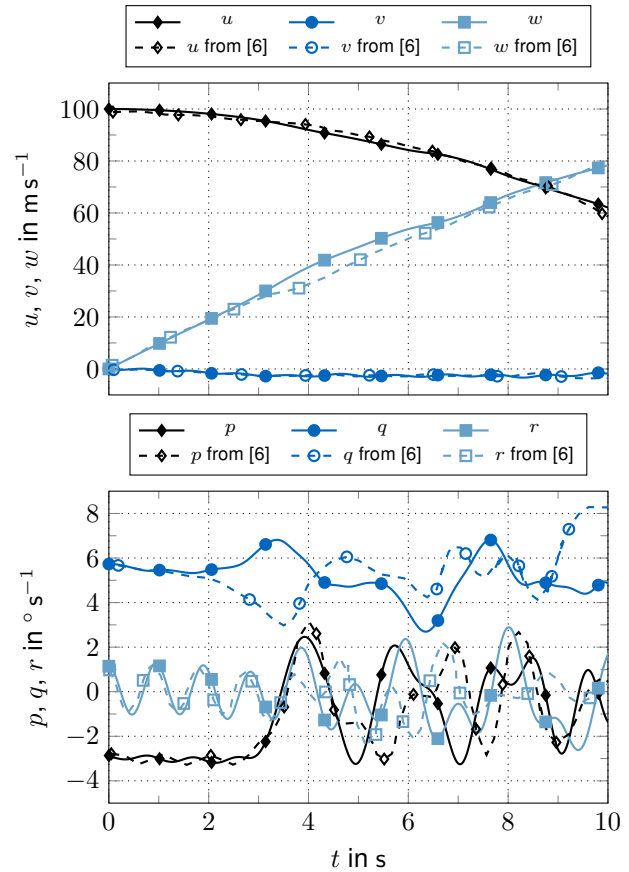 u v w
u from [6] v from [6] w from [6]
100
80
60
40
20
0
u, v, w in m s⁻¹
p q r
p from [6] q from [6] r from [6]
8
6
4
2
0
−2
−4
p, q, r in ° s⁻¹
0 2 4 6 8 10
t in s